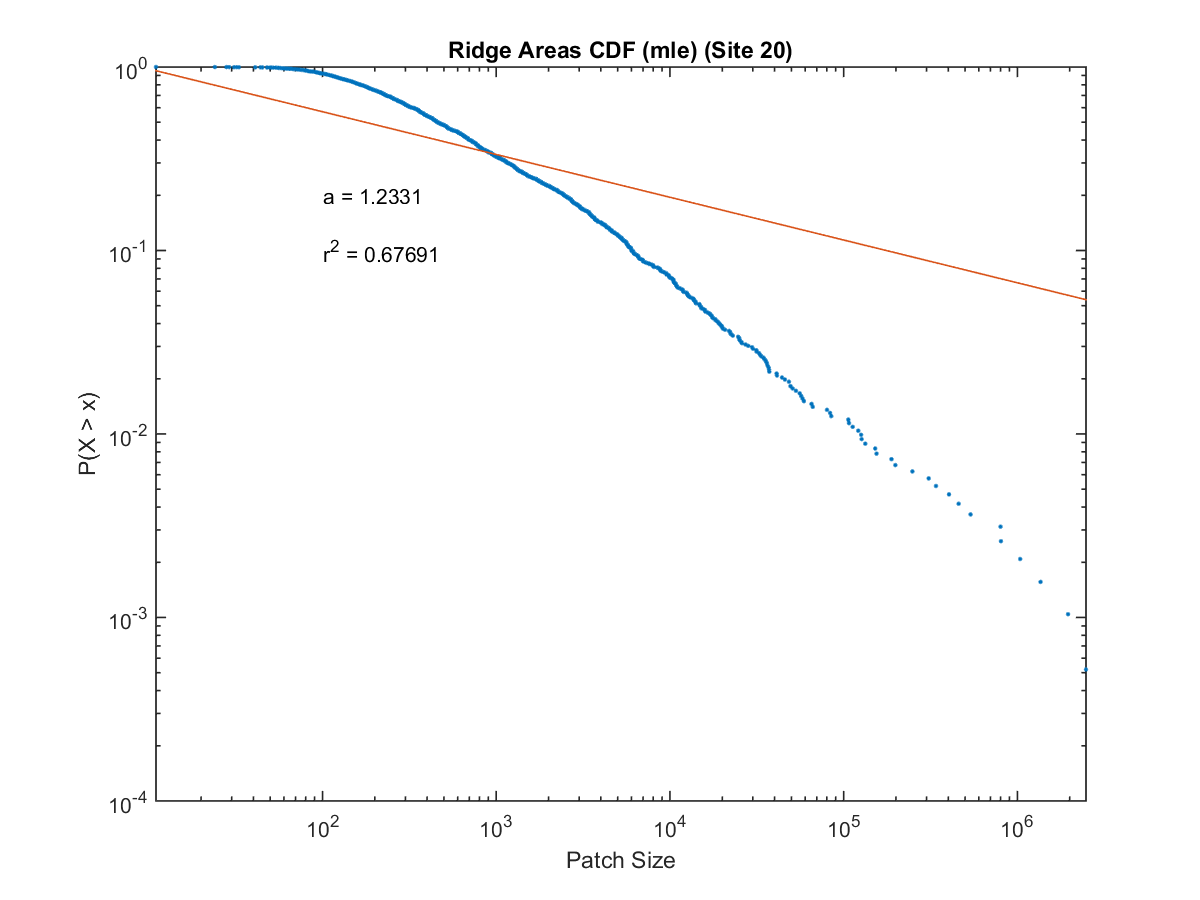 Ridge Areas CDF (mle) (Site 20)
10^0
10^-1
10^-2
10^-3
10^-4
P(X > x)
a = 1.2331
r^2 = 0.67691
10^2
10^3
10^4
10^5
10^6
Patch Size